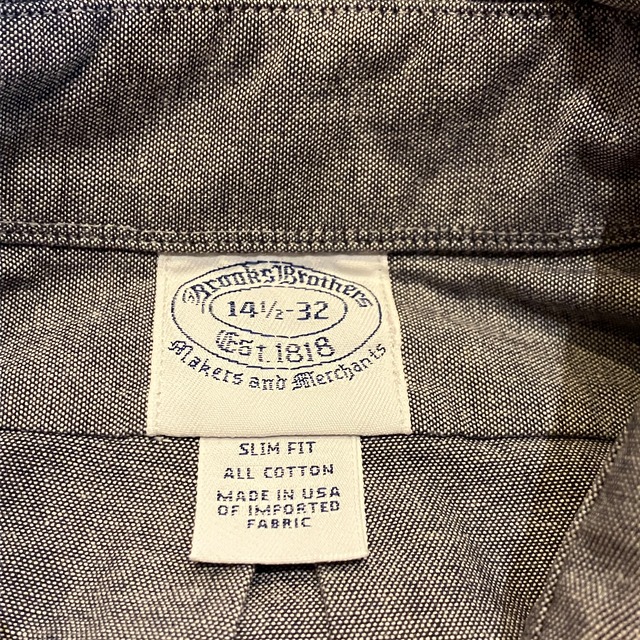 Brooks Brothers
14½-32
Est. 1818
Makers and Merchants
SLIM FIT
ALL COTTON
MADE IN USA
OF IMPORTED
FABRIC